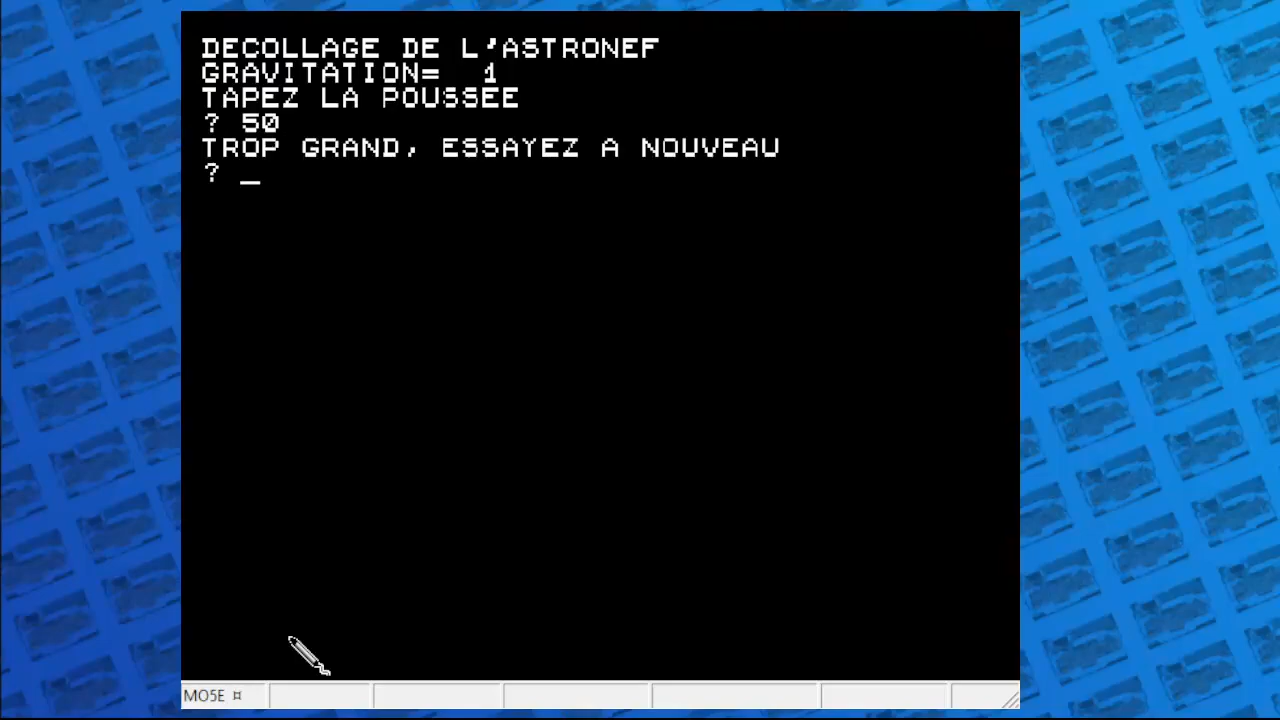 DECOLLAGE DE L'ASTRONEF
GRAVITATION= 1
TAPEZ LA POUSSEE
? 50
TROP GRAND, ESSAYEZ A NOUVEAU
? _
MO5E ¤